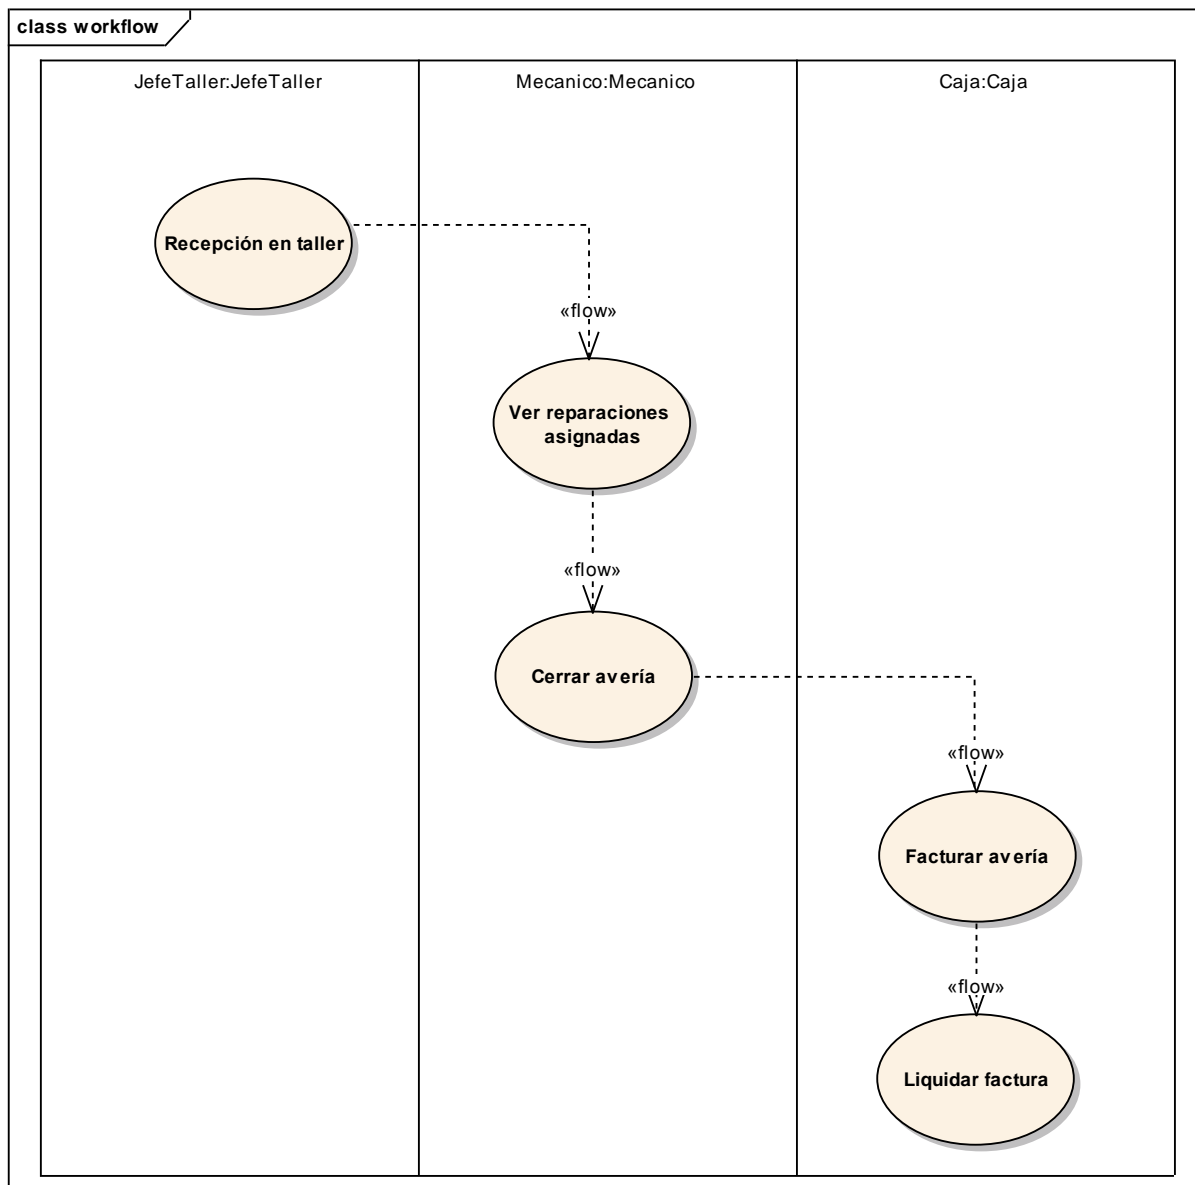 class workflow
JefeTaller:JefeTaller
Mecanico:Mecanico
Caja:Caja
Recepción en taller
«flow»
Ver reparaciones
asignadas
«flow»
Cerrar avería
«flow»
Facturar avería
«flow»
Liquidar factura